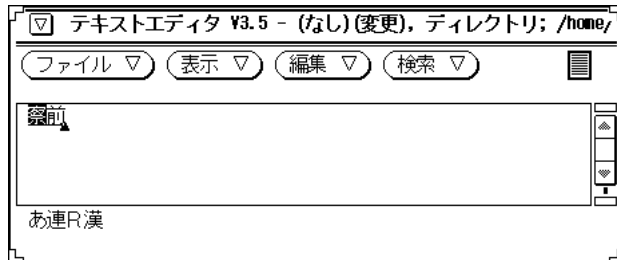 テキストエディタ V3.5 - (なし)(変更), ディレクトリ; /home/
ファイル ▽ 表示 ▽ 編集 ▽ 検索 ▽
察前
あ連R漢